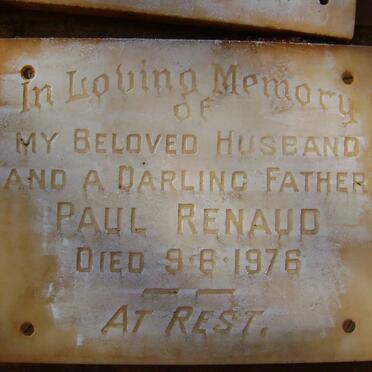 In Loving Memory
OF
MY BELOVED HUSBAND
AND A DARLING FATHER
PAUL RENAUD
DIED 9·6·1976
AT REST.